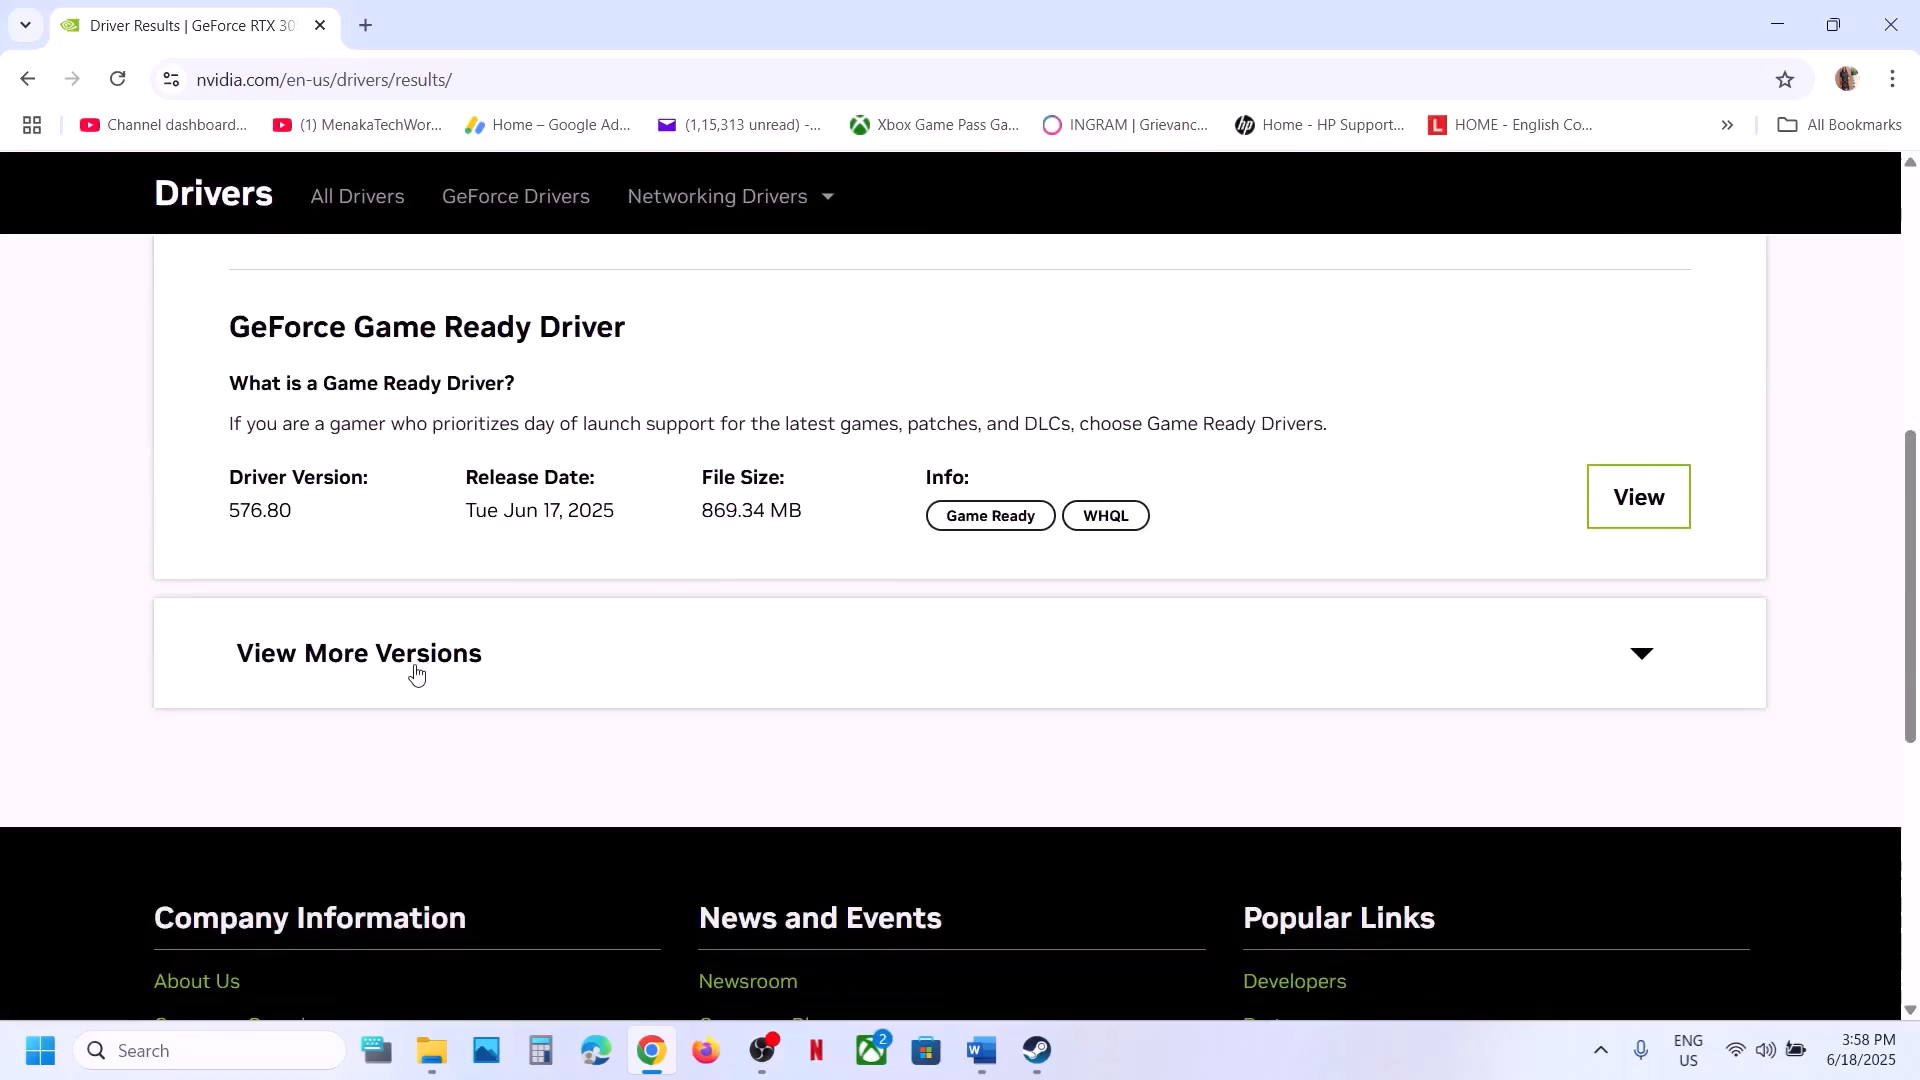 Driver Results | GeForce RTX 30
nvidia.com/en-us/drivers/results/
Channel dashboard...
(1) MenakaTechWor...
Home – Google Ad...
(1,15,313 unread) -...
Xbox Game Pass Ga...
INGRAM | Grievanc...
Home - HP Support...
HOME - English Co...
All Bookmarks
Drivers All Drivers GeForce Drivers Networking Drivers
GeForce Game Ready Driver
What is a Game Ready Driver?
If you are a gamer who prioritizes day of launch support for the latest games, patches, and DLCs, choose Game Ready Drivers.
Driver Version: Release Date: File Size: Info:
576.80 Tue Jun 17, 2025 869.34 MB Game Ready WHQL
View
View More Versions
Company Information News and Events Popular Links
About Us Newsroom Developers
Search
2
ENG
US
3:58 PM
6/18/2025